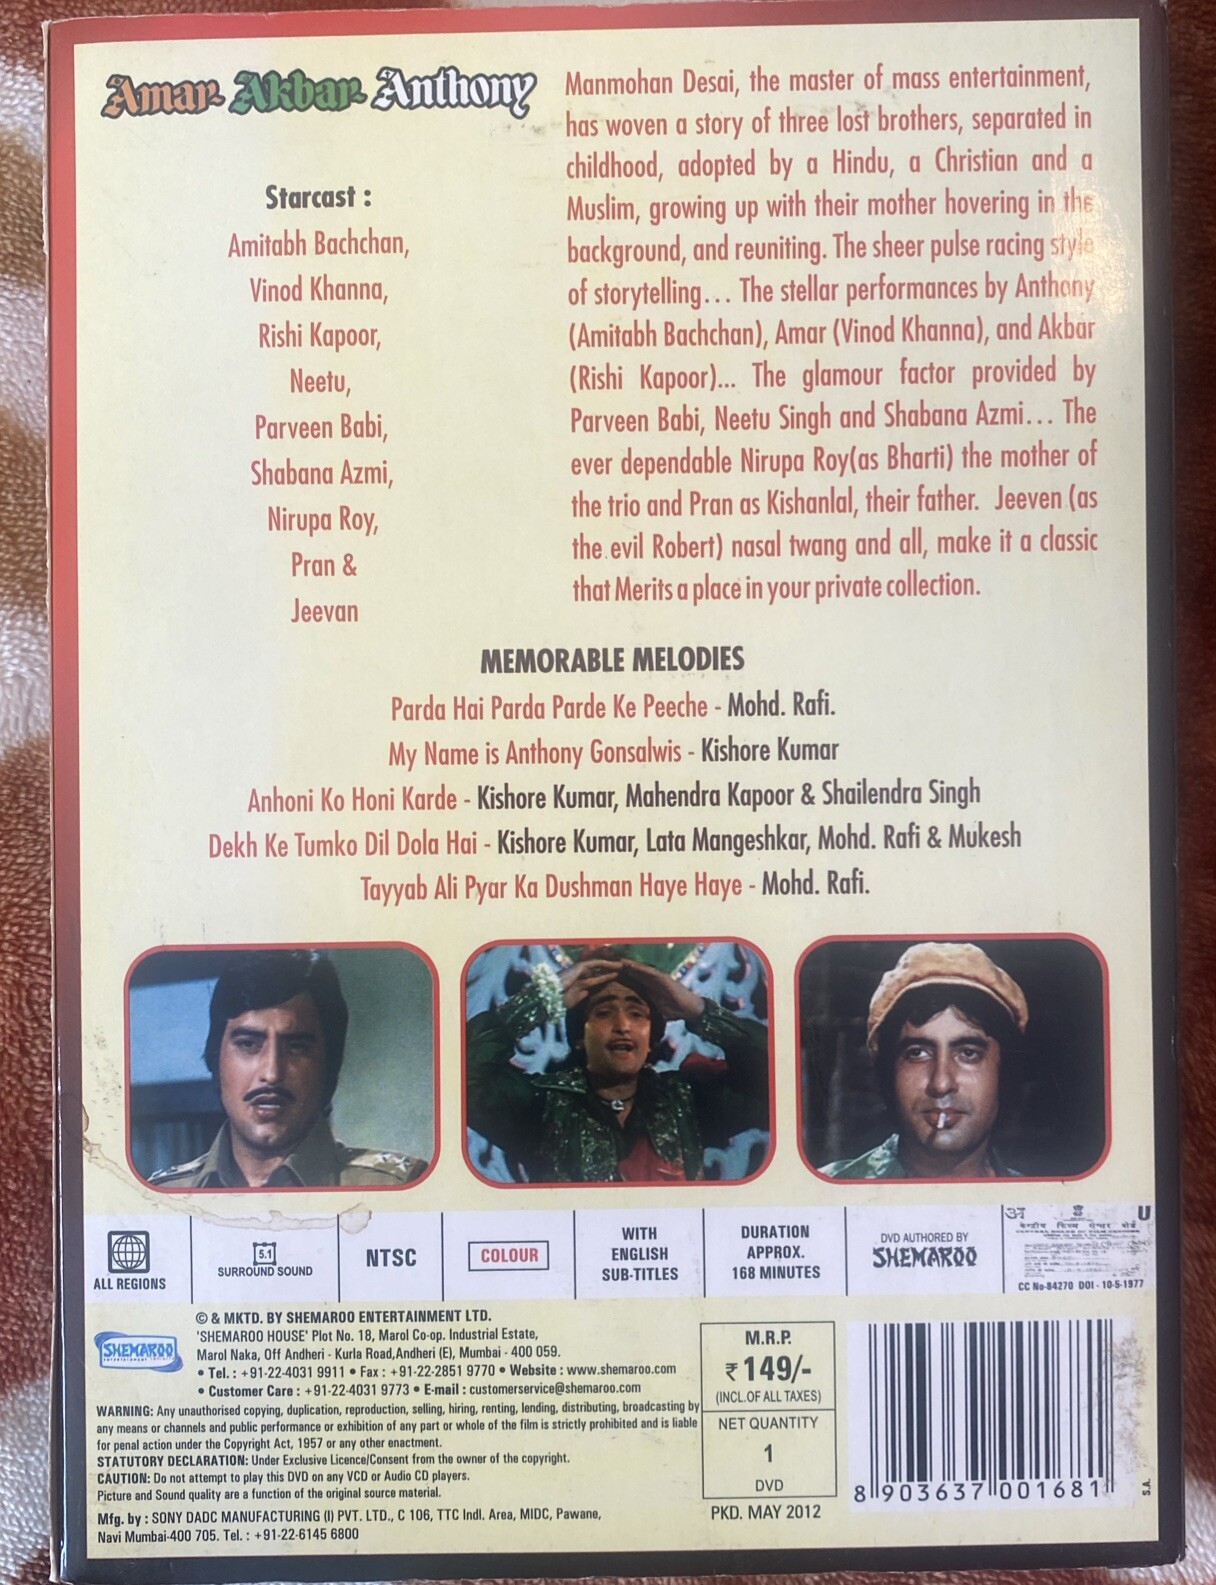 Amar Akbar Anthony
Starcast :
Amitabh Bachchan,
Vinod Khanna,
Rishi Kapoor,
Neetu,
Parveen Babi,
Shabana Azmi,
Nirupa Roy,
Pran &
Jeevan
Manmohan Desai, the master of mass entertainment,
has woven a story of three lost brothers, separated in
childhood, adopted by a Hindu, a Christian and a
Muslim, growing up with their mother hovering in the
background, and reuniting. The sheer pulse racing style
of storytelling... The stellar performances by Anthony
(Amitabh Bachchan), Amar (Vinod Khanna), and Akbar
(Rishi Kapoor)... The glamour factor provided by
Parveen Babi, Neetu Singh and Shabana Azmi... The
ever dependable Nirupa Roy(as Bharti) the mother of
the trio and Pran as Kishanlal, their father. Jeeven (as
the evil Robert) nasal twang and all, make it a classic
that Merits a place in your private collection.
MEMORABLE MELODIES
Parda Hai Parda Parde Ke Peeche - Mohd. Rafi.
My Name is Anthony Gonsalwis - Kishore Kumar
Anhoni Ko Honi Karde - Kishore Kumar, Mahendra Kapoor & Shailendra Singh
Dekh Ke Tumko Dil Dola Hai - Kishore Kumar, Lata Mangeshkar, Mohd. Rafi & Mukesh
Tayyab Ali Pyar Ka Dushman Haye Haye - Mohd. Rafi.
ALL REGIONS
5.1
SURROUND SOUND
NTSC
COLOUR
WITH
ENGLISH
SUB-TITLES
DURATION
APPROX.
168 MINUTES
DVD AUTHORED BY
SHEMAROO
अ U
केन्द्रीय फिल्म सेन्सर बोर्ड
CC No-84270 DOI - 10-5-1977
SHEMAROO
© & MKTD. BY SHEMAROO ENTERTAINMENT LTD.
'SHEMAROO HOUSE' Plot No. 18, Marol Co-op. Industrial Estate,
Marol Naka, Off Andheri - Kurla Road,Andheri (E), Mumbai - 400 059.
• Tel. : +91-22-4031 9911 • Fax : +91-22-2851 9770 • Website : www.shemaroo.com
• Customer Care : +91-22-4031 9773 • E-mail : customerservice@shemaroo.com
WARNING: Any unauthorised copying, duplication, reproduction, selling, hiring, renting, lending, distributing, broadcasting by
any means or channels and public performance or exhibition of any part or whole of the film is strictly prohibited and is liable
for penal action under the Copyright Act, 1957 or any other enactment.
STATUTORY DECLARATION: Under Exclusive Licence/Consent from the owner of the copyright.
CAUTION: Do not attempt to play this DVD on any VCD or Audio CD players.
Picture and Sound quality are a function of the original source material.
Mfg. by : SONY DADC MANUFACTURING (I) PVT. LTD., C 106, TTC Indl. Area, MIDC, Pawane,
Navi Mumbai-400 705. Tel. : +91-22-6145 6800
M.R.P.
₹ 149/-
(INCL.OF ALL TAXES)
NET QUANTITY
1
DVD
PKD. MAY 2012
8 903637 001681
S.A.